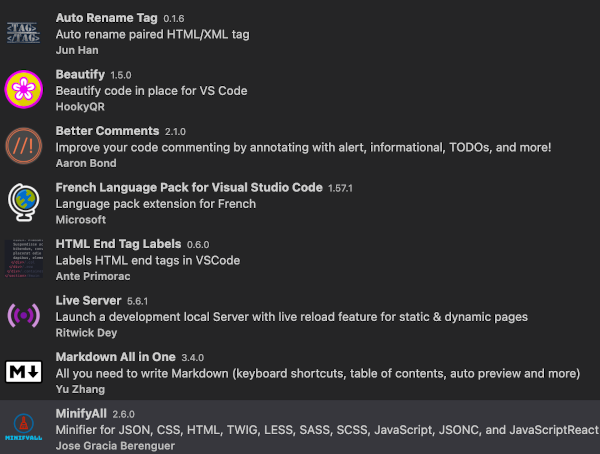 <TAG>
</TAG>
Auto Rename Tag 0.1.6
Auto rename paired HTML/XML tag
Jun Han
Beautify 1.5.0
Beautify code in place for VS Code
HookyQR
//!
Better Comments 2.1.0
Improve your code commenting by annotating with alert, informational, TODOs, and more!
Aaron Bond
French Language Pack for Visual Studio Code 1.57.1
Language pack extension for French
Microsoft
HTML End Tag Labels 0.6.0
Labels HTML end tags in VSCode
Ante Primorac
Live Server 5.6.1
Launch a development local Server with live reload feature for static & dynamic pages
Ritwick Dey
M
Markdown All in One 3.4.0
All you need to write Markdown (keyboard shortcuts, table of contents, auto preview and more)
Yu Zhang
MINIFYALL
MinifyAll 2.6.0
Minifier for JSON, CSS, HTML, TWIG, LESS, SASS, SCSS, JavaScript, JSONC, and JavaScriptReact
Jose Gracia Berenguer